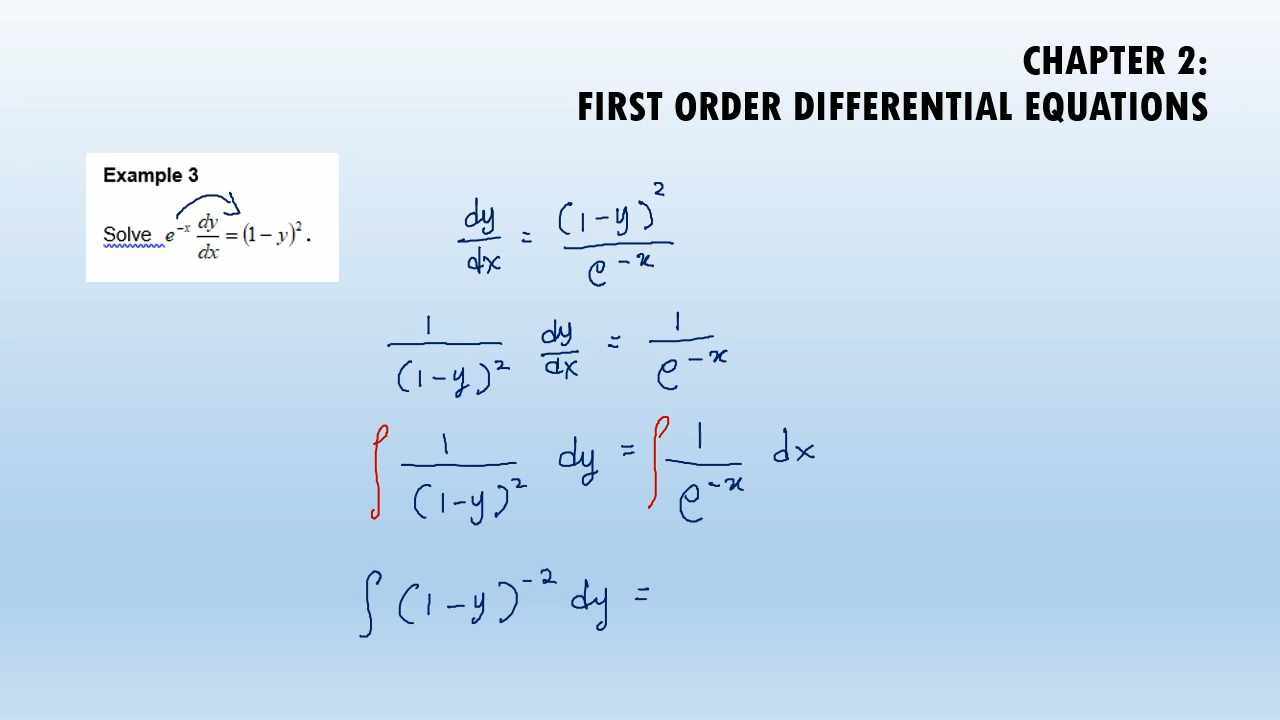 CHAPTER 2:
FIRST ORDER DIFFERENTIAL EQUATIONS
Example 3
Solve e^{-x} dy/dx = (1 − y)^2 .
dy/dx = (1-y)^2 / e^{-x}
1/(1-y)^2 dy/dx = 1/e^{-x}
∫ 1/(1-y)^2 dy = ∫ 1/e^{-x} dx
∫ (1-y)^{-2} dy =